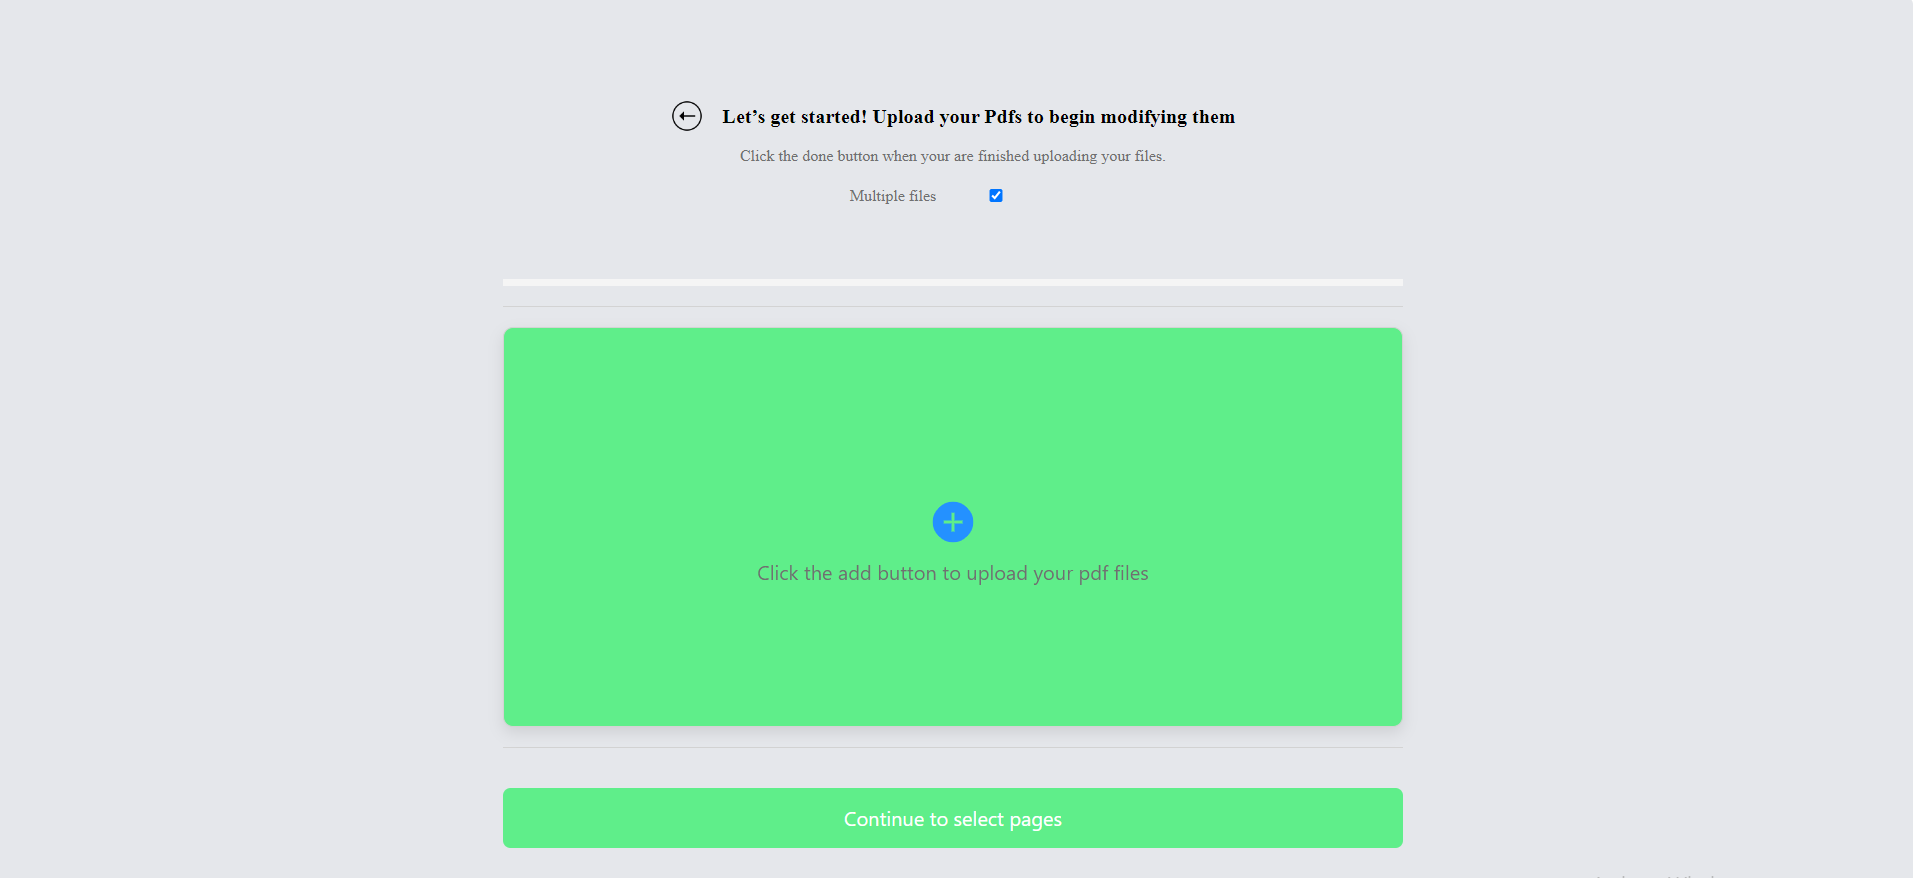 Let’s get started! Upload your Pdfs to begin modifying them
Click the done button when your are finished uploading your files.
Multiple files
Click the add button to upload your pdf files
Continue to select pages